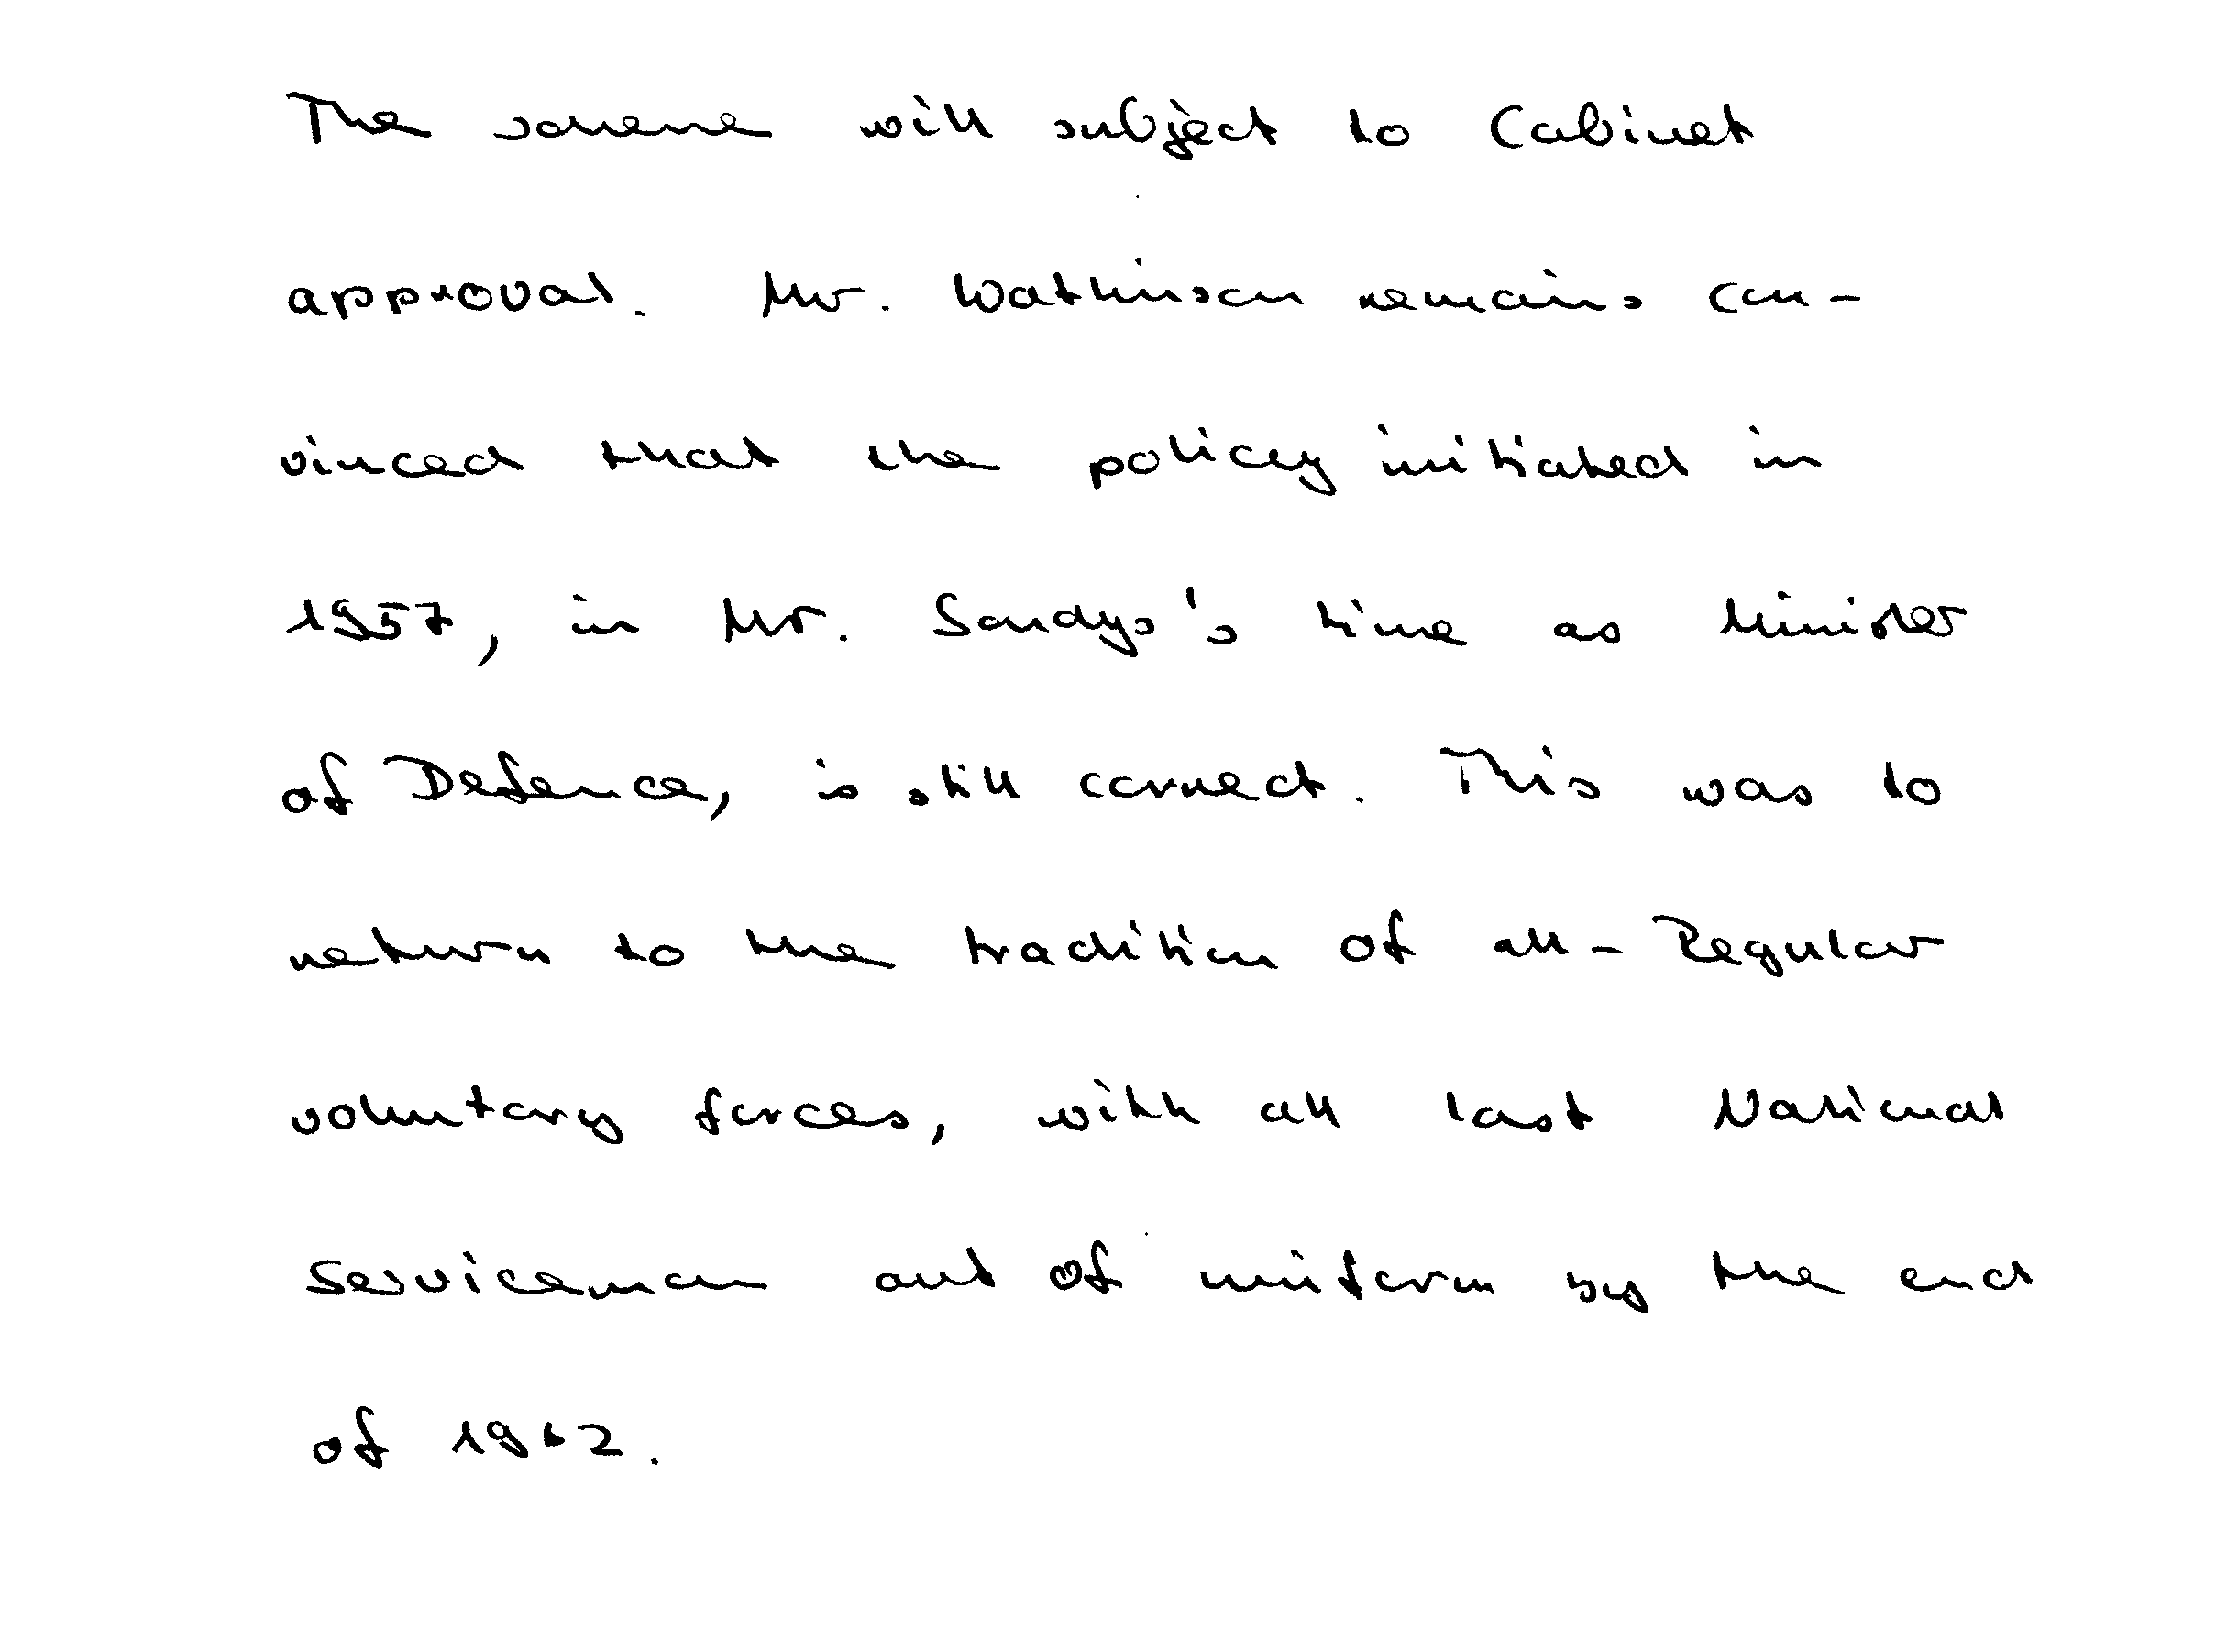 The scheme will subject to Cabinet
approval. Mr. Watkinson remains con-
vinced that the policy initiated in
1957, in Mr. Sandys's time as Minister
of Defence, is still correct. This was to
return to the tradition of all-Regular
voluntary forces, with all last National
Serviceman out of uniform by the end
of 1962.